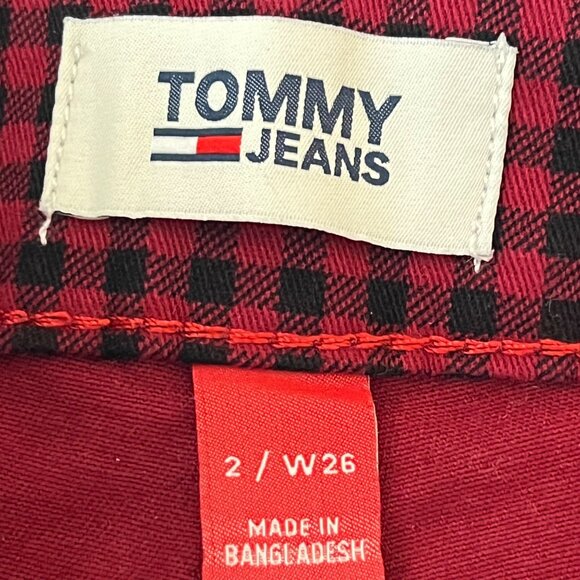 TOMMY
JEANS
2 / W26
MADE IN
BANGLADESH